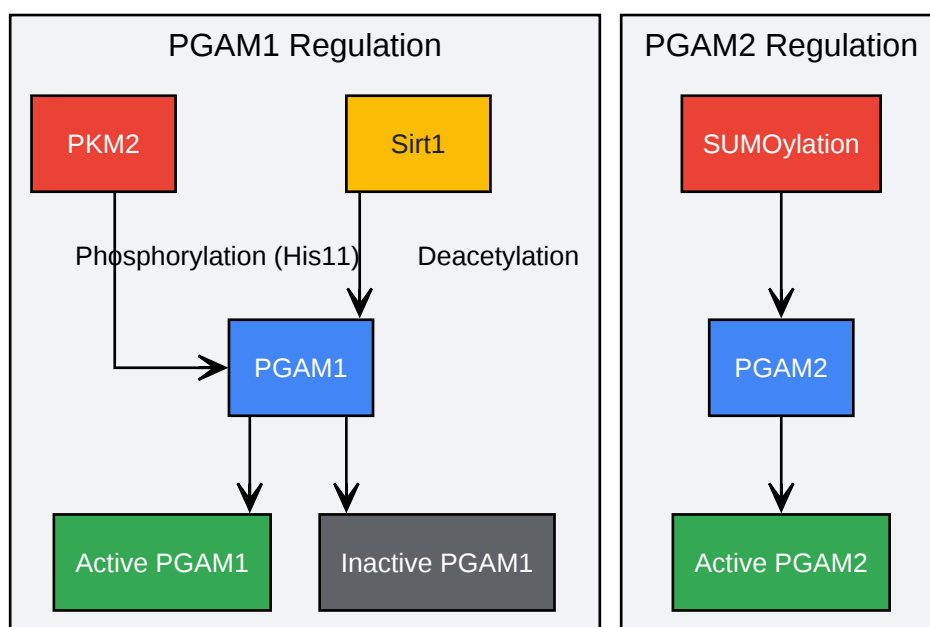 PGAM1 Regulation
PKM2
Sirt1
Phosphorylation (His11)
Deacetylation
PGAM1
Active PGAM1
Inactive PGAM1
PGAM2 Regulation
SUMOylation
PGAM2
Active PGAM2